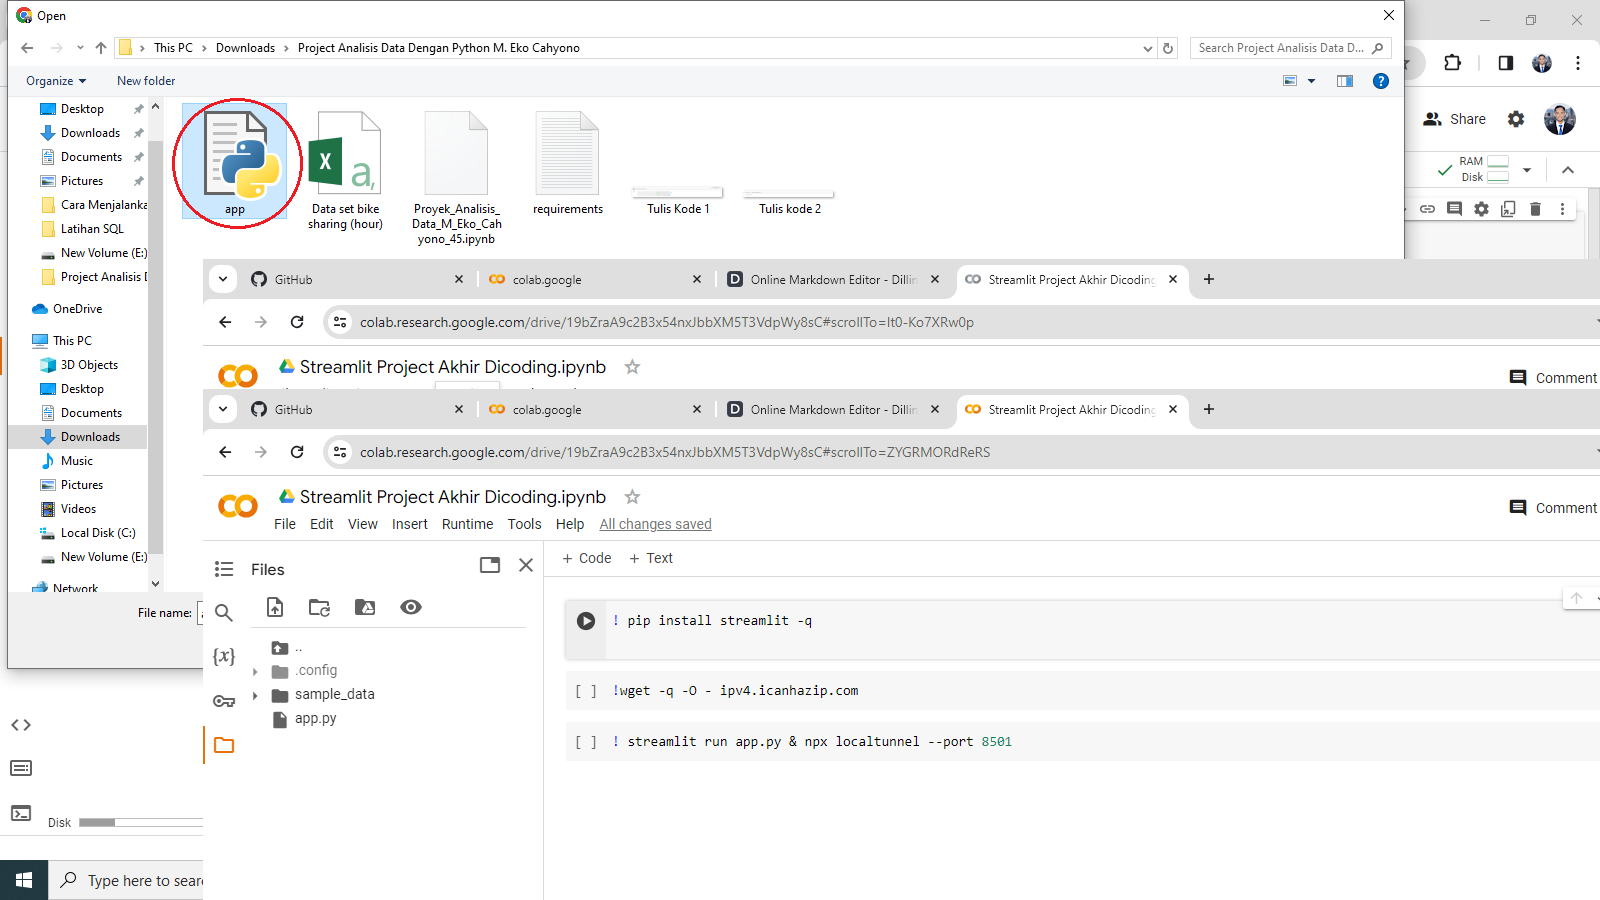 Open
This PC > Downloads > Project Analisis Data Dengan Python M. Eko Cahyono
Search Project Analisis Data D...
Organize
New folder
Desktop
Downloads
Documents
Pictures
Cara Menjalanka
Latihan SQL
New Volume (E:)
Project Analisis D
OneDrive
This PC
3D Objects
Desktop
Documents
Downloads
Music
Pictures
Videos
Local Disk (C:)
New Volume (E:)
Network
app
Data set bike
sharing (hour)
Proyek_Analisis_
Data_M_Eko_Cah
yono_45.ipynb
requirements
Tulis Kode 1
Tulis kode 2
File name:
Share
RAM
Disk
GitHub
colab.google
Online Markdown Editor - Dillin
Streamlit Project Akhir Dicoding
colab.research.google.com/drive/19bZraA9c2B3x54nxJbbXM5T3VdpWy8sC#scrollTo=It0-Ko7XRw0p
Streamlit Project Akhir Dicoding.ipynb
Comment
GitHub
colab.google
Online Markdown Editor - Dillin
Streamlit Project Akhir Dicoding
colab.research.google.com/drive/19bZraA9c2B3x54nxJbbXM5T3VdpWy8sC#scrollTo=ZYGRMORdReRS
Streamlit Project Akhir Dicoding.ipynb
Comment
File Edit View Insert Runtime Tools Help All changes saved
Files
+ Code + Text
..
.config
sample_data
app.py
! pip install streamlit -q
[ ] !wget -q -O - ipv4.icanhazip.com
[ ] ! streamlit run app.py & npx localtunnel --port 8501
Disk
Type here to sear